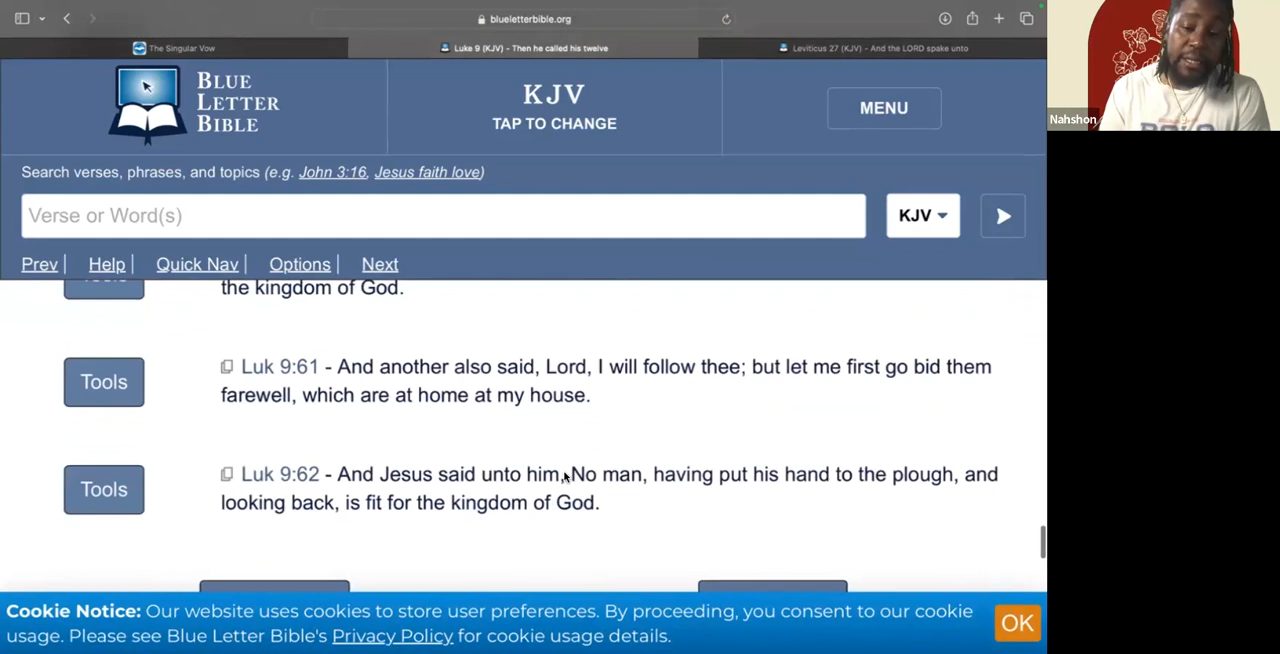 blueletterbible.org
The Singular Vow
Luke 9 (KJV) - Then he called his twelve
Leviticus 27 (KJV) - And the LORD spake unto
BLUE
LETTER
BIBLE
KJV
TAP TO CHANGE
MENU
Nahshon
Search verses, phrases, and topics (e.g. John 3:16, Jesus faith love)
Verse or Word(s)
KJV
Prev | Help | Quick Nav | Options | Next
Tools
the kingdom of God.
Tools
Luk 9:61 - And another also said, Lord, I will follow thee; but let me first go bid them
farewell, which are at home at my house.
Tools
Luk 9:62 - And Jesus said unto him, No man, having put his hand to the plough, and
looking back, is fit for the kingdom of God.
Cookie Notice: Our website uses cookies to store user preferences. By proceeding, you consent to our cookie
usage. Please see Blue Letter Bible's Privacy Policy for cookie usage details.
OK